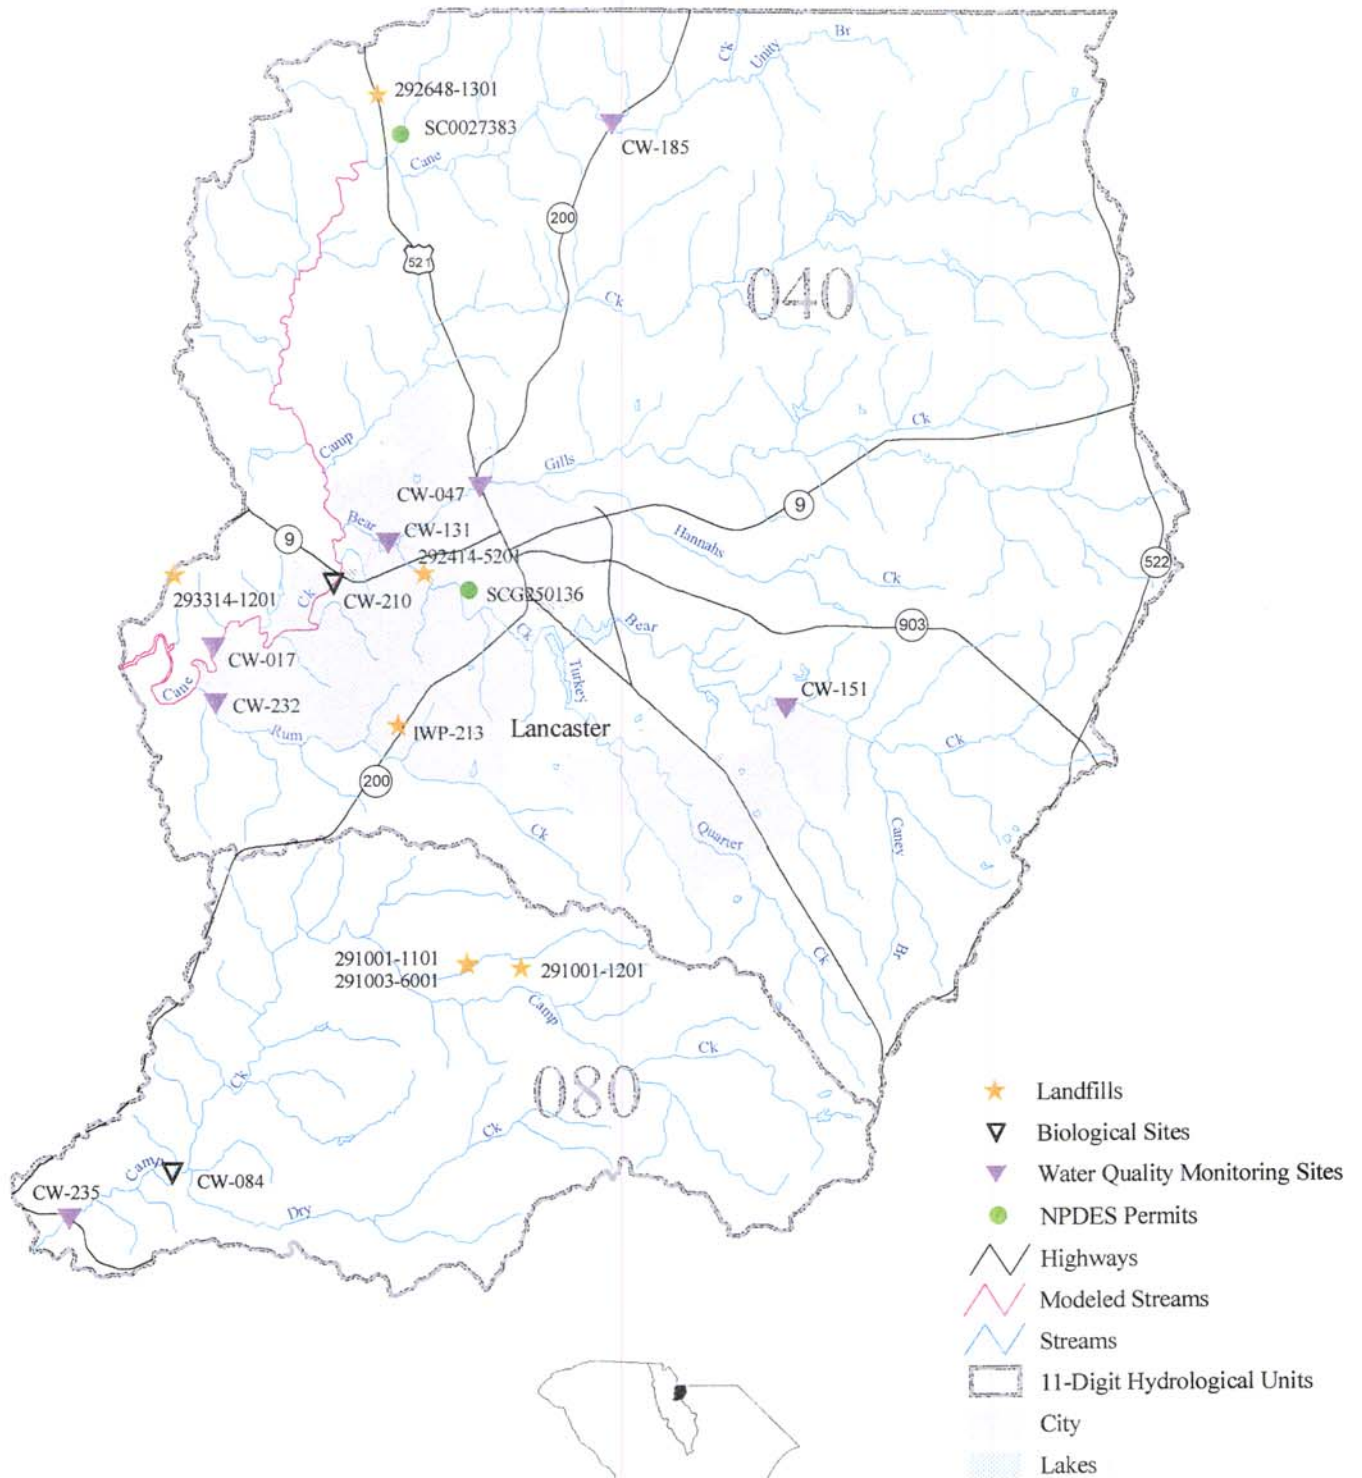 Br
Ck
Unity
292648-1301
SC0027383
CW-185
Cane
200
521
040
Ck
Ck
Camp
Gills
CW-047
9
Bear
CW-131
Hannahs
9
292414-5201
522
Ck
293314-1201
Ck
CW-210
SCG250136
903
Ck
Bear
CW-017
Turkey
Cane
CW-151
CW-232
Rum
IWP-213
Lancaster
Ck
200
Ck
Quarter
Caney
291001-1101
291003-6001
291001-1201
Ck
Br
Camp
Ck
Ck
080
Ck
Camp
CW-084
CW-235
Dry
Landfills
Biological Sites
Water Quality Monitoring Sites
NPDES Permits
Highways
Modeled Streams
Streams
11-Digit Hydrological Units
City
Lakes